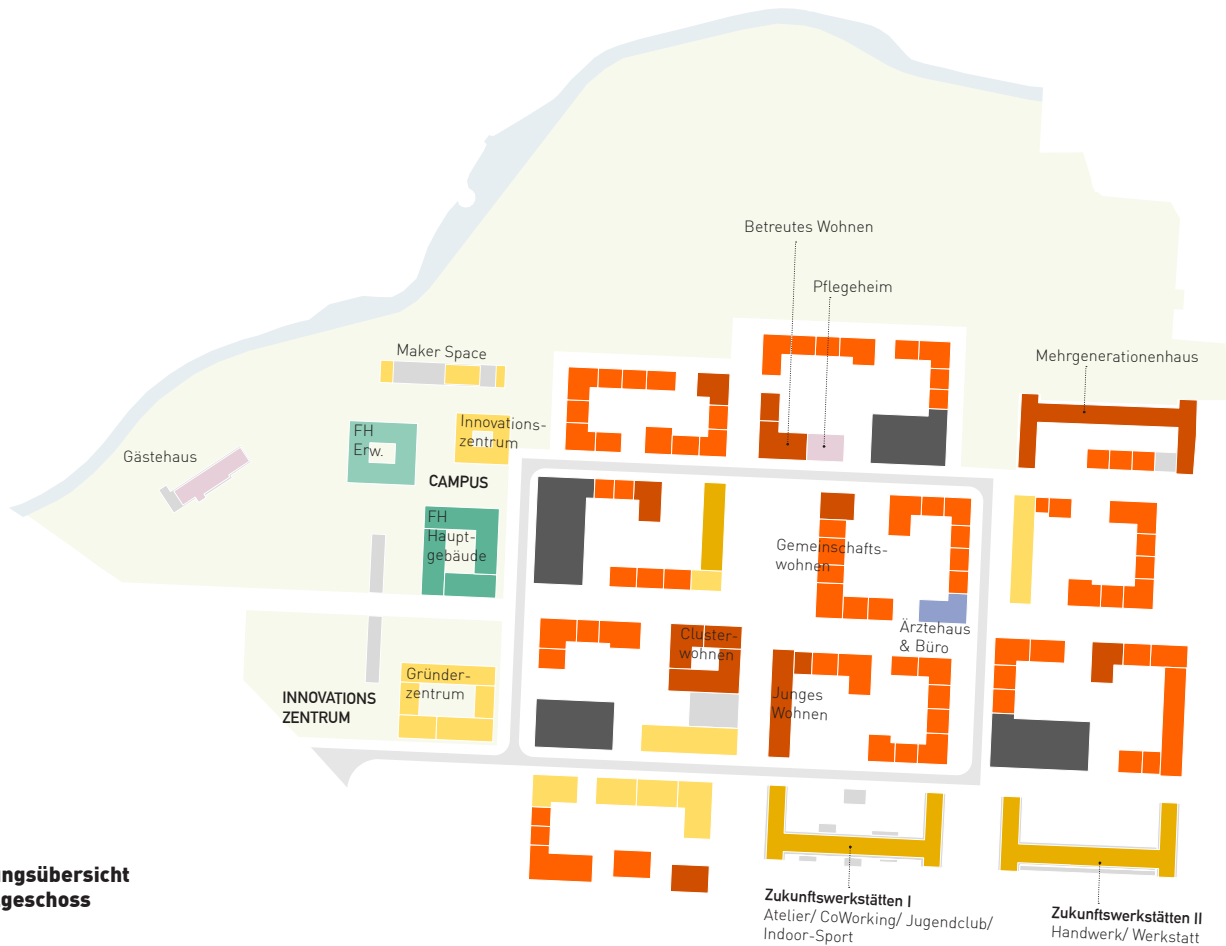 Betreutes Wohnen
Pflegeheim
Maker Space
Mehrgenerationenhaus
Innovations-
zentrum
FH
Erw.
Gästehaus
CAMPUS
FH
Haupt-
gebäude
Gemeinschafts-
wohnen
Ärztehaus
& Büro
Cluster-
wohnen
Gründer-
zentrum
INNOVATIONS
ZENTRUM
Junges
Wohnen
ngsübersicht
geschoss
Zukunftswerkstätten I
Atelier/ CoWorking/ Jugendclub/
Indoor-Sport
Zukunftswerkstätten II
Handwerk/ Werkstatt